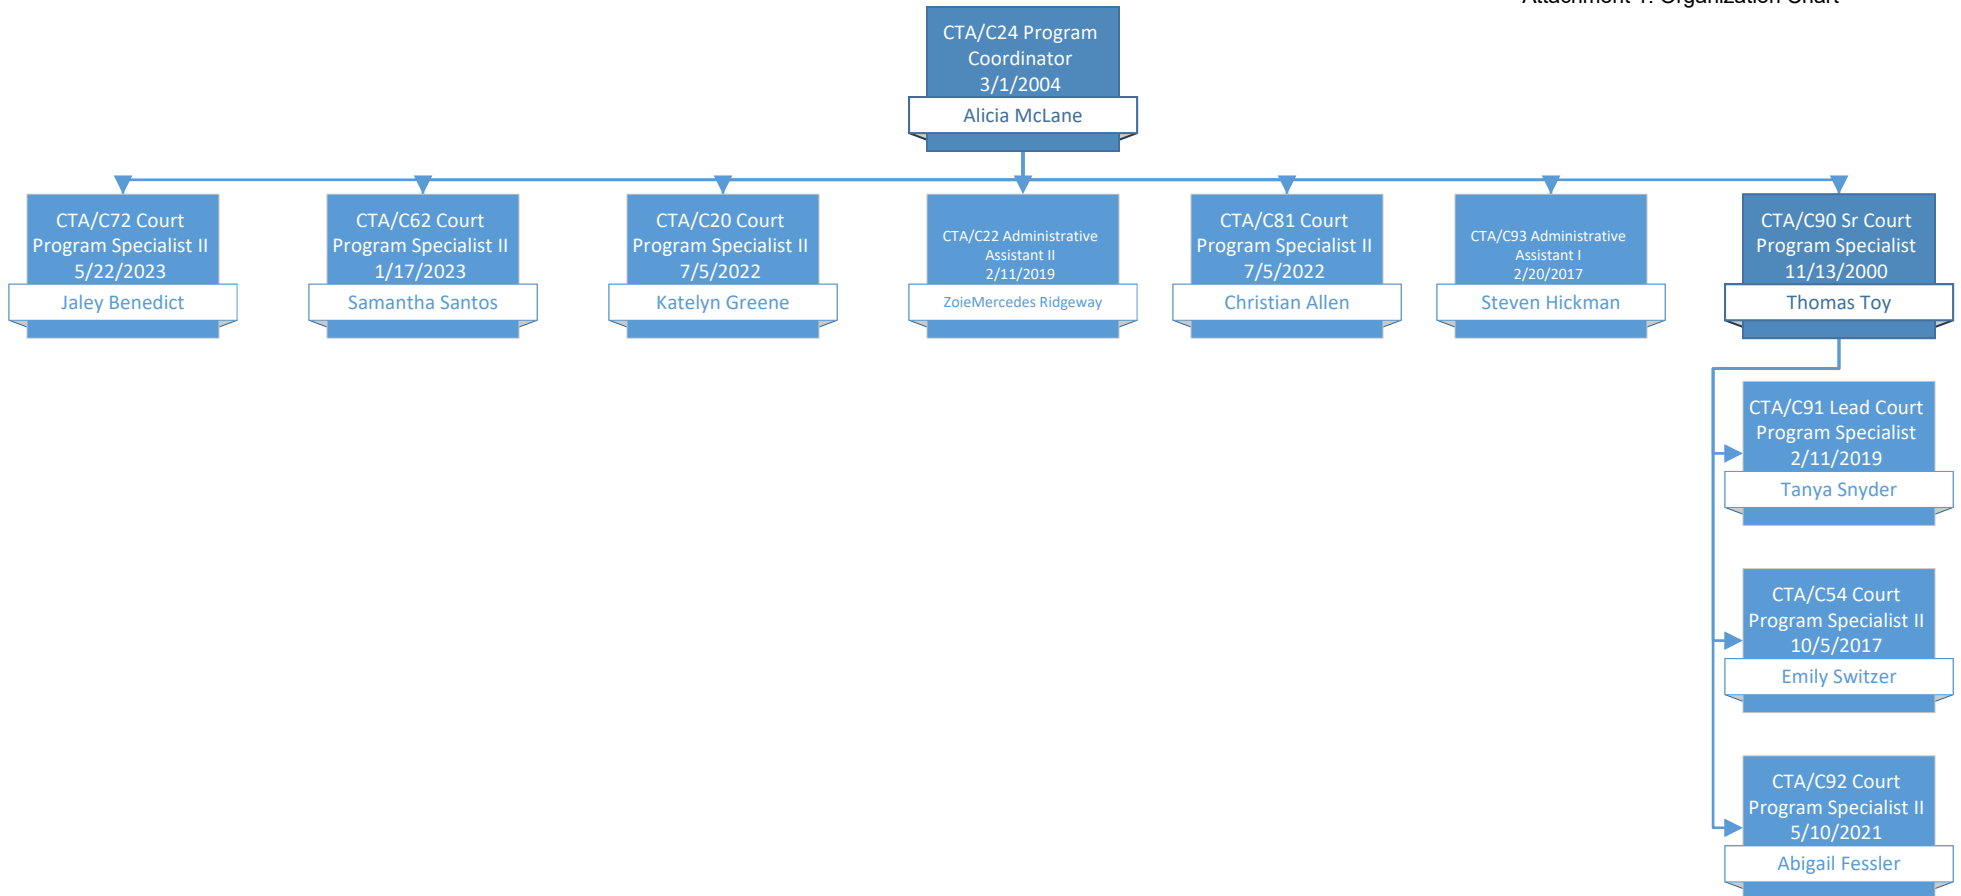 Attachment 1: Organization Chart
CTA/C24 Program
Coordinator
3/1/2004
Alicia McLane
CTA/C72 Court
Program Specialist II
5/22/2023
Jaley Benedict
CTA/C62 Court
Program Specialist II
1/17/2023
Samantha Santos
CTA/C20 Court
Program Specialist II
7/5/2022
Katelyn Greene
CTA/C22 Administrative
Assistant II
2/11/2019
ZoieMercedes Ridgeway
CTA/C81 Court
Program Specialist II
7/5/2022
Christian Allen
CTA/C93 Administrative
Assistant I
2/20/2017
Steven Hickman
CTA/C90 Sr Court
Program Specialist
11/13/2000
Thomas Toy
CTA/C91 Lead Court
Program Specialist
2/11/2019
Tanya Snyder
CTA/C54 Court
Program Specialist II
10/5/2017
Emily Switzer
CTA/C92 Court
Program Specialist II
5/10/2021
Abigail Fessler